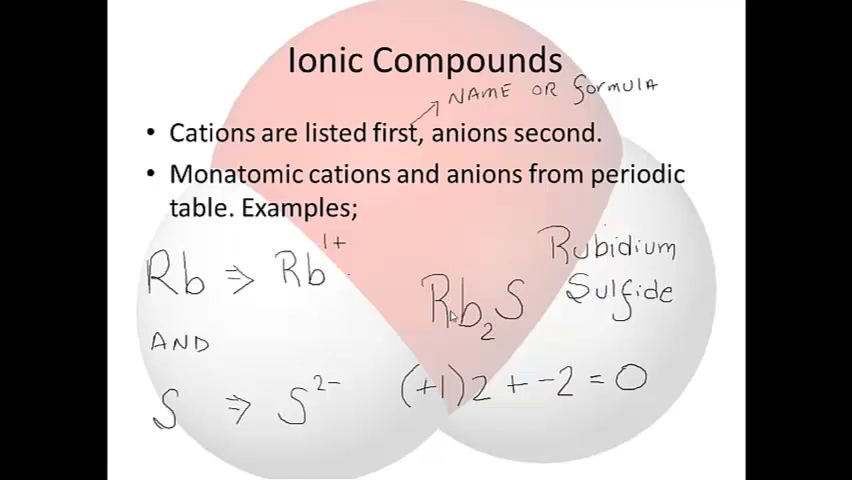 Ionic Compounds
NAME OR formULA
• Cations are listed first, anions second.
• Monatomic cations and anions from periodic
table. Examples;
Rb ⇒ Rb¹⁺
Rubidium
Sulfide
Rb₂S
AND
S ⇒ S²⁻
(+1)2 + -2 = 0